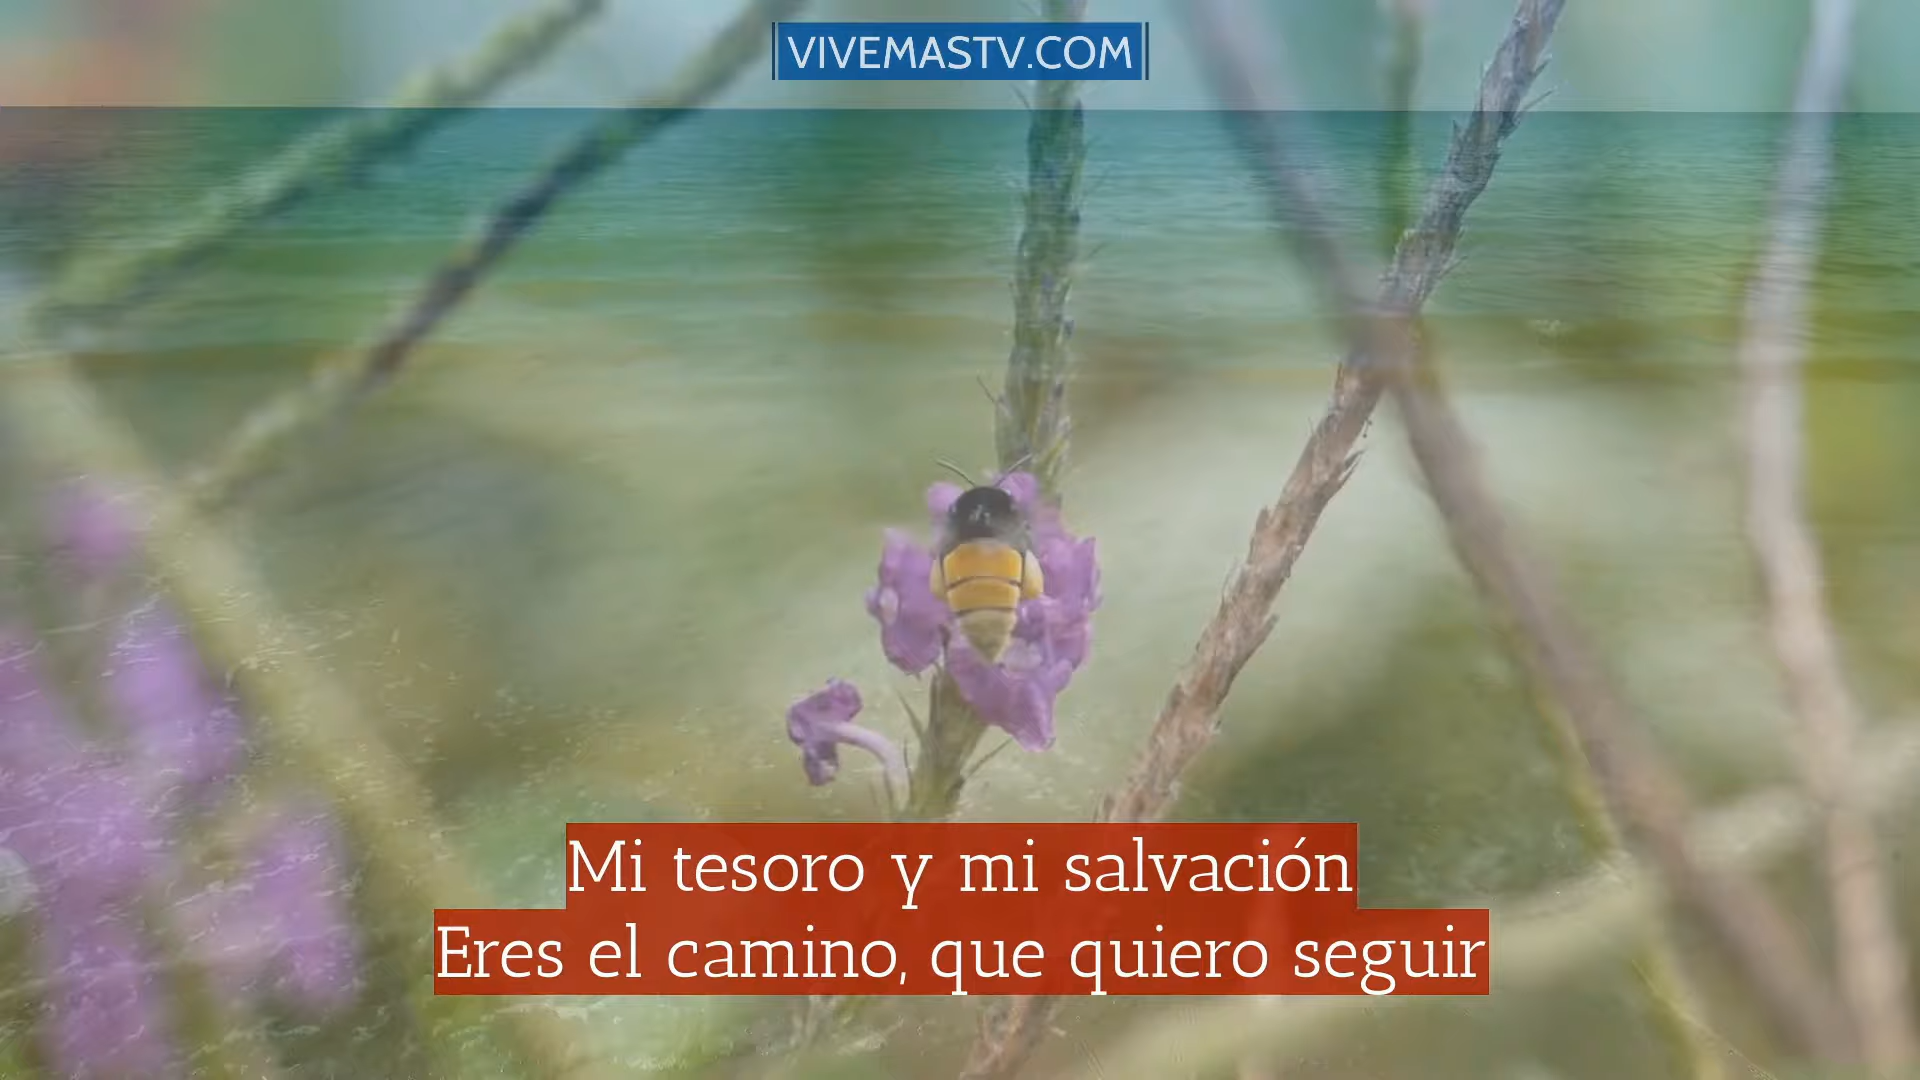 VIVEMASTV.COM
Mi tesoro y mi salvación
Eres el camino, que quiero seguir